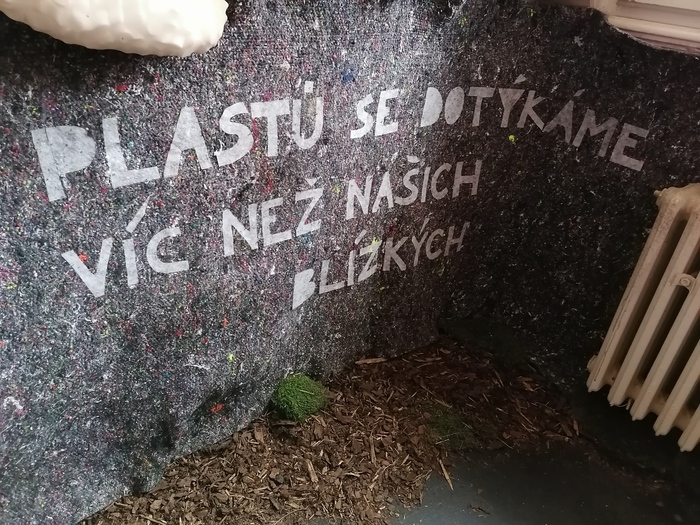 PLASTŮ SE DOTÝKÁME
VÍC NEŽ NAŠICH
BLÍZKÝCH